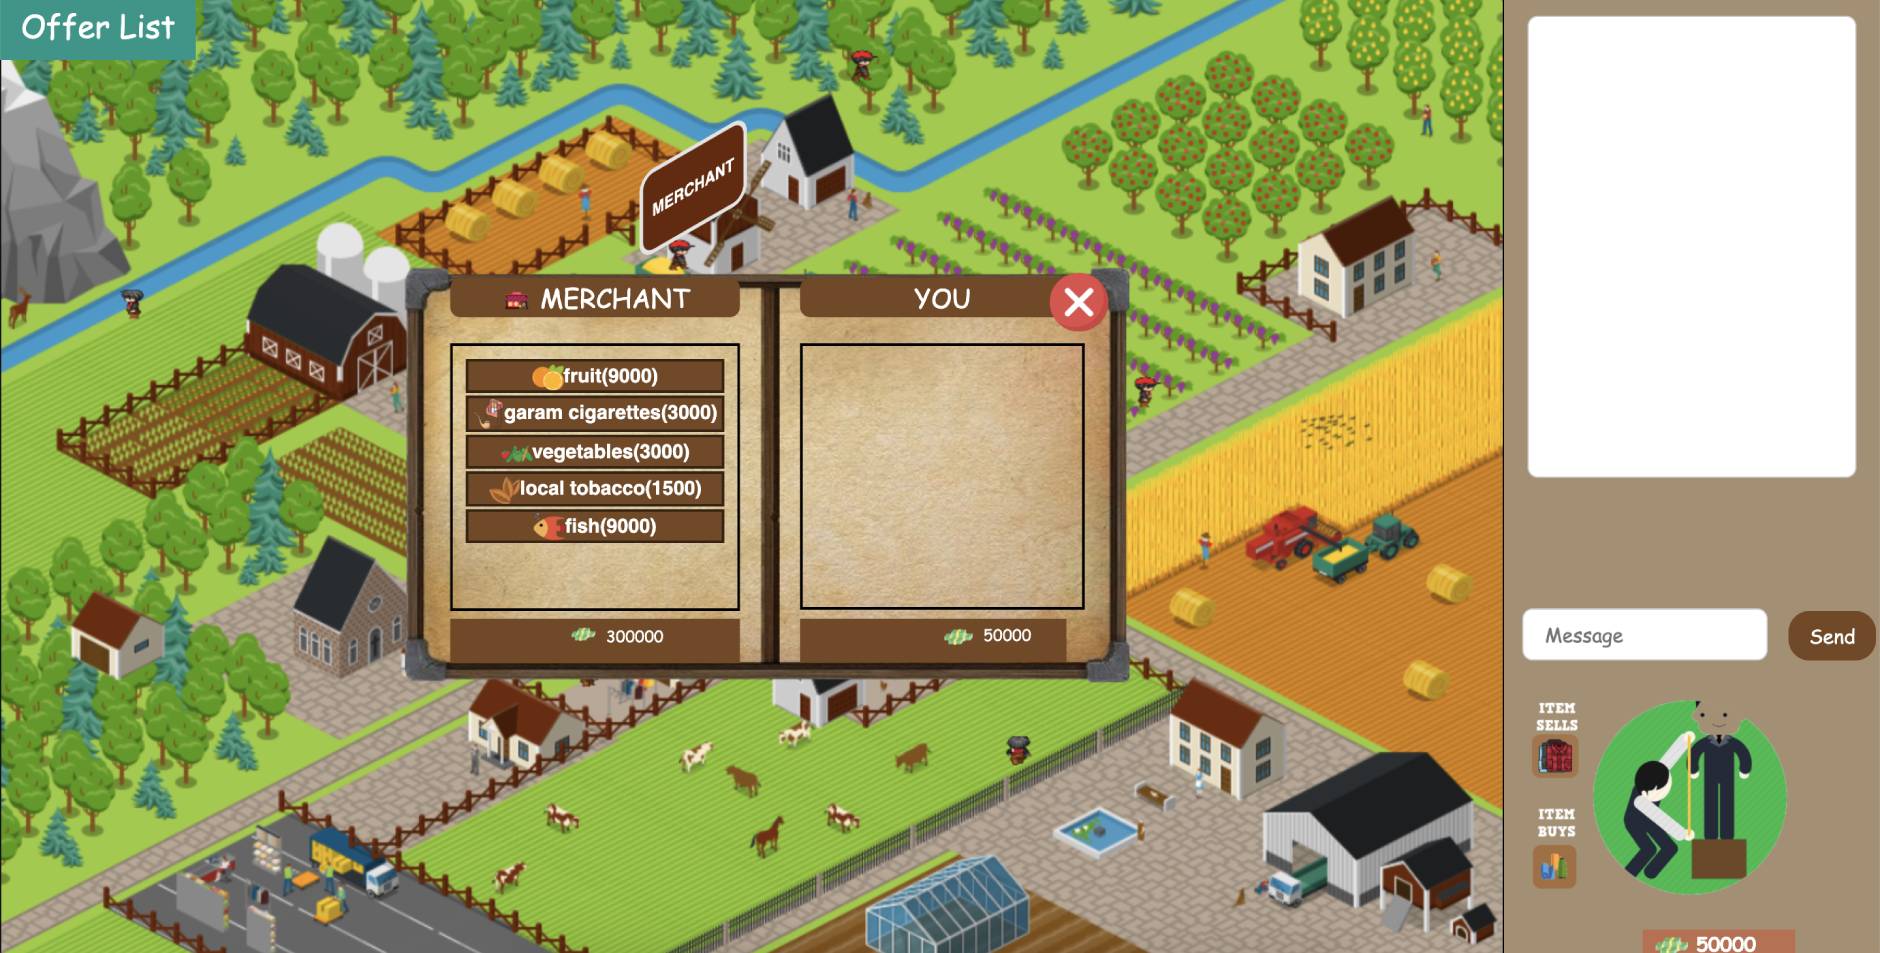 Offer List
MERCHANT
MERCHANT
YOU
fruit(9000)
garam cigarettes(3000)
vegetables(3000)
local tobacco(1500)
fish(9000)
300000
50000
Message
Send
ITEM
SELLS
ITEM
BUYS
50000